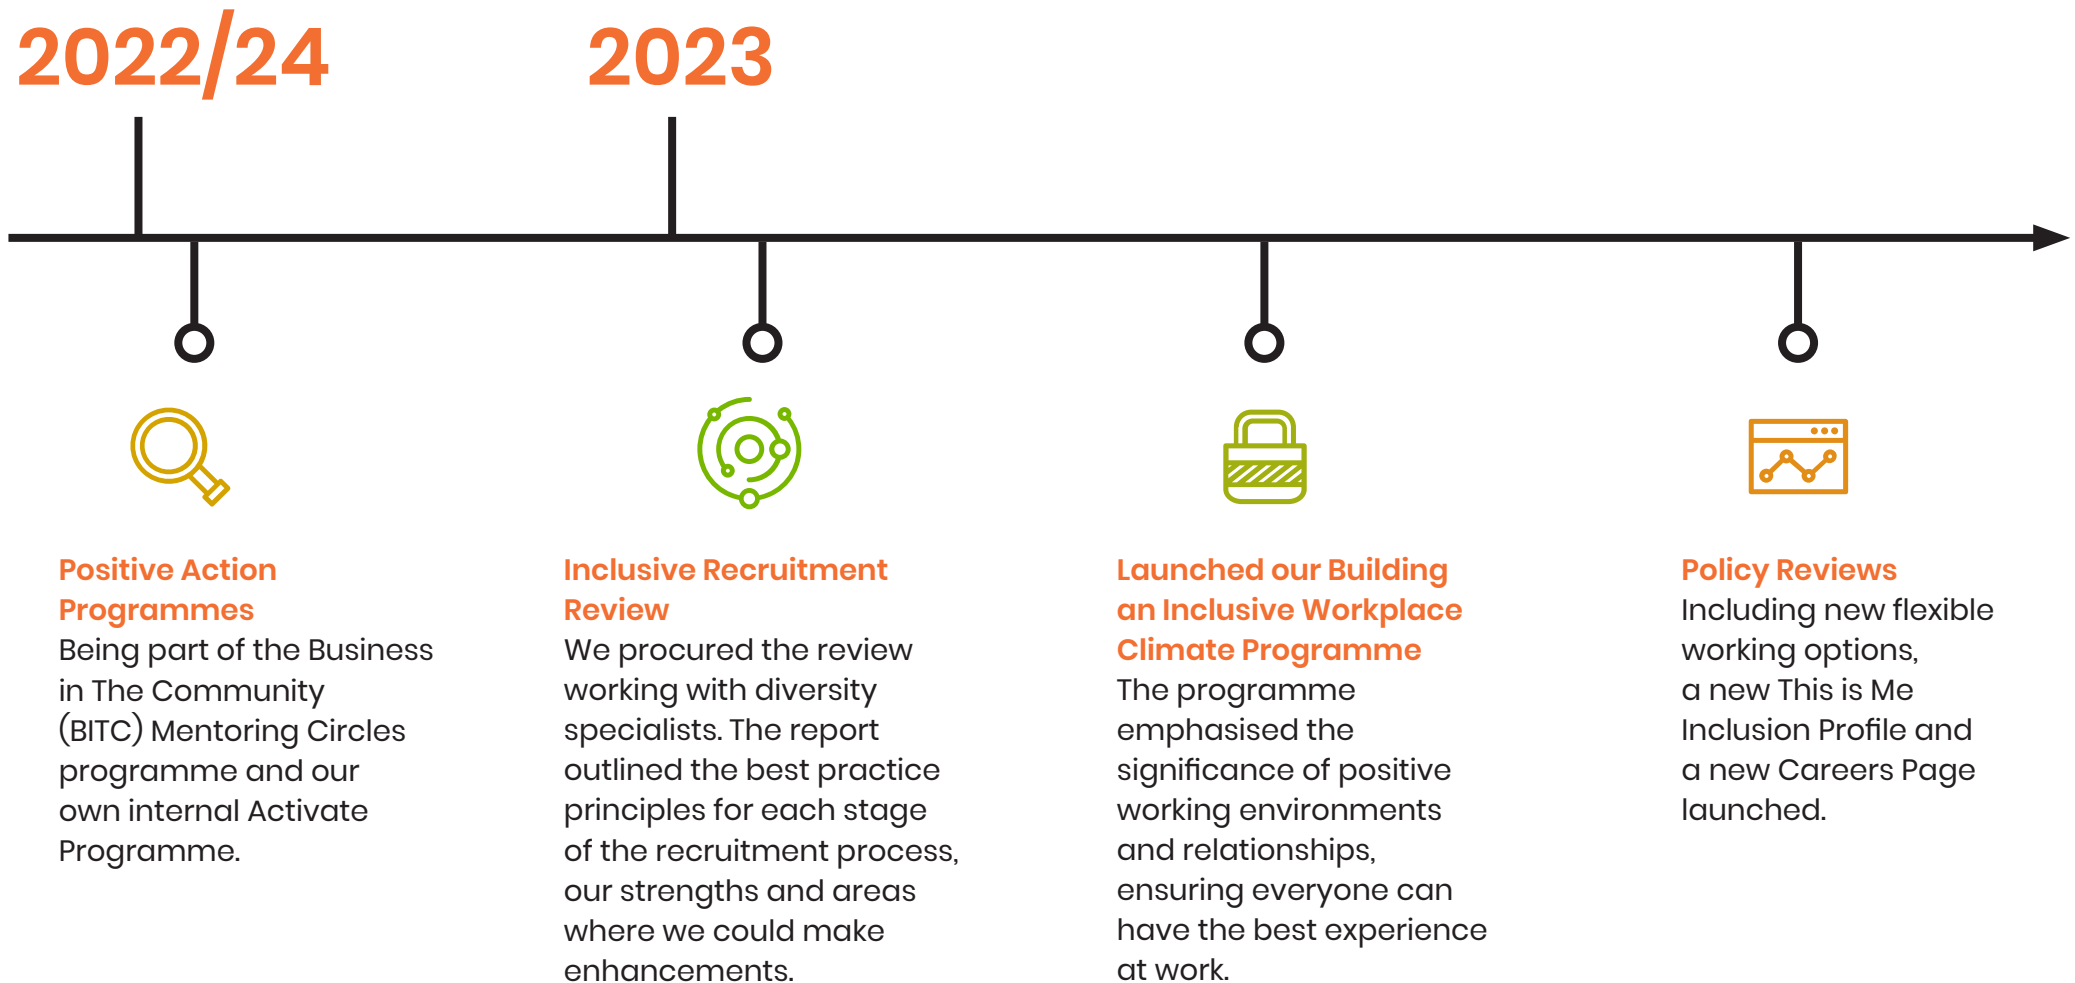 2022/24
2023
Positive Action
Programmes
Being part of the Business
in The Community
(BITC) Mentoring Circles
programme and our
own internal Activate
Programme.
Inclusive Recruitment
Review
We procured the review
working with diversity
specialists. The report
outlined the best practice
principles for each stage
of the recruitment process,
our strengths and areas
where we could make
enhancements.
Launched our Building
an Inclusive Workplace
Climate Programme
The programme
emphasised the
significance of positive
working environments
and relationships,
ensuring everyone can
have the best experience
at work.
Policy Reviews
Including new flexible
working options,
a new This is Me
Inclusion Profile and
a new Careers Page
launched.